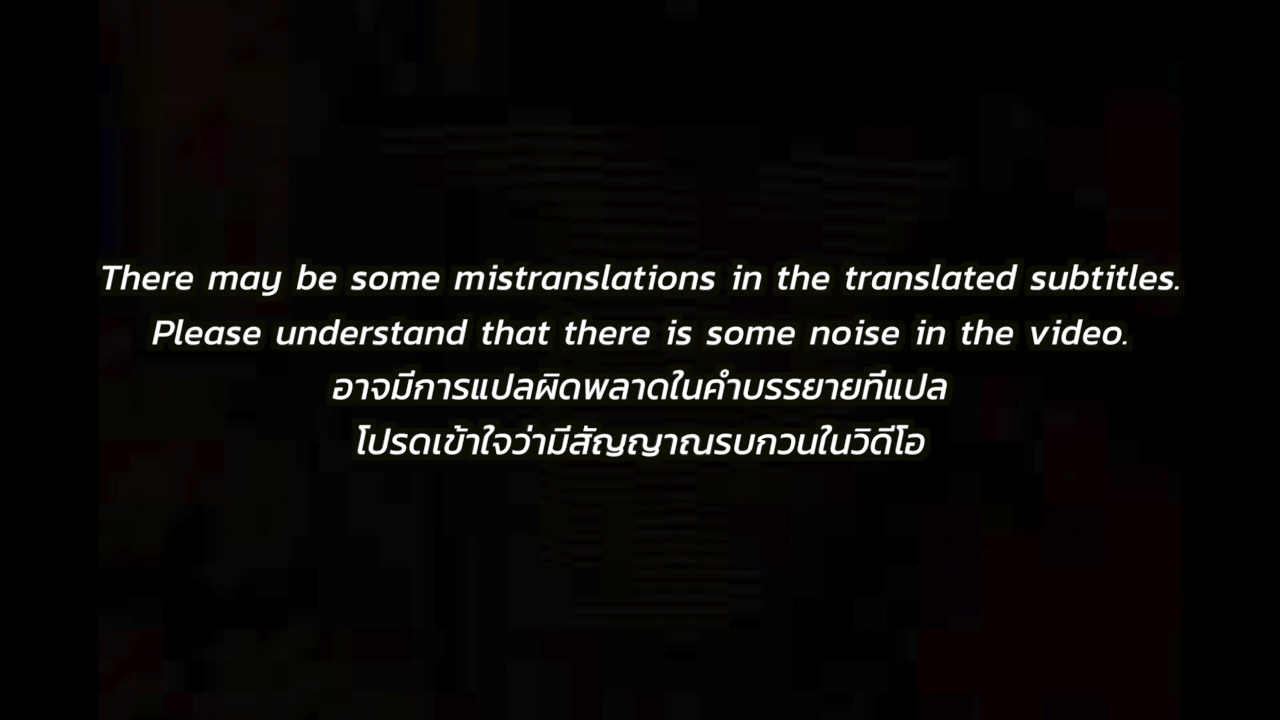 There may be some mistranslations in the translated subtitles.
Please understand that there is some noise in the video.
อาจมีการแปลผิดพลาดในคำบรรยายที่แปล
โปรดเข้าใจว่ามีสัญญาณรบกวนในวิดีโอ